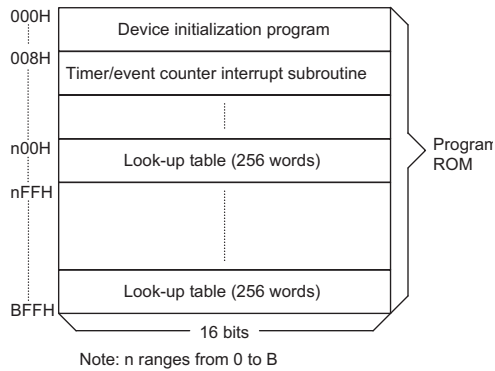 000H
Device initialization program
008H
Timer/event counter interrupt subroutine
n00H
Look-up table (256 words)
nFFH
Program
ROM
Look-up table (256 words)
BFFH
16 bits
Note: n ranges from 0 to B